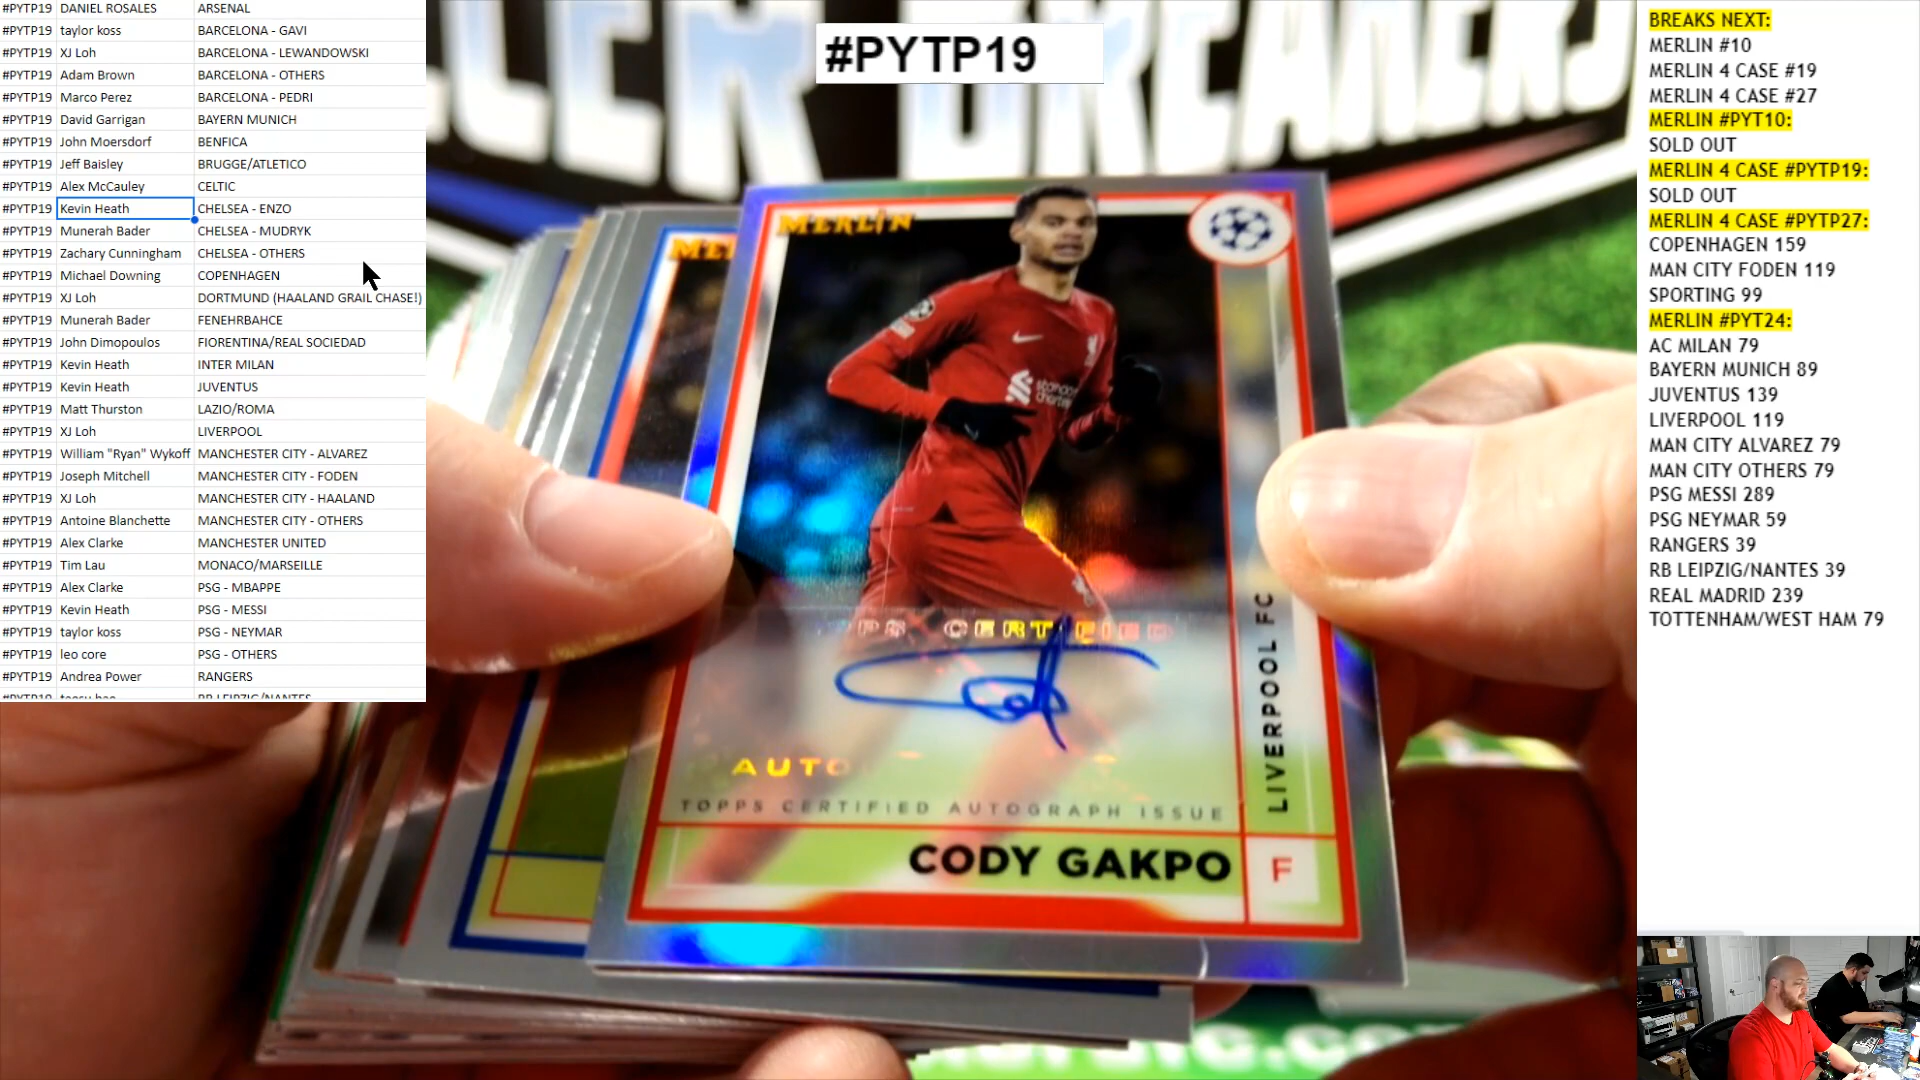 #PYTP19 DANIEL ROSALES ARSENAL
#PYTP19 taylor koss BARCELONA - GAVI
#PYTP19 XJ Loh BARCELONA - LEWANDOWSKI
#PYTP19 Adam Brown BARCELONA - OTHERS
#PYTP19 Marco Perez BARCELONA - PEDRI
#PYTP19 David Garrigan BAYERN MUNICH
#PYTP19 John Moersdorf BENFICA
#PYTP19 Jeff Baisley BRUGGE/ATLETICO
#PYTP19 Alex McCauley CELTIC
#PYTP19 Kevin Heath CHELSEA - ENZO
#PYTP19 Munerah Bader CHELSEA - MUDRYK
#PYTP19 Zachary Cunningham CHELSEA - OTHERS
#PYTP19 Michael Downing COPENHAGEN
#PYTP19 XJ Loh DORTMUND (HAALAND GRAIL CHASE!)
#PYTP19 Munerah Bader FENEHRBAHCE
#PYTP19 John Dimopoulos FIORENTINA/REAL SOCIEDAD
#PYTP19 Kevin Heath INTER MILAN
#PYTP19 Kevin Heath JUVENTUS
#PYTP19 Matt Thurston LAZIO/ROMA
#PYTP19 XJ Loh LIVERPOOL
#PYTP19 William "Ryan" Wykoff MANCHESTER CITY - ALVAREZ
#PYTP19 Joseph Mitchell MANCHESTER CITY - FODEN
#PYTP19 XJ Loh MANCHESTER CITY - HAALAND
#PYTP19 Antoine Blanchette MANCHESTER CITY - OTHERS
#PYTP19 Alex Clarke MANCHESTER UNITED
#PYTP19 Tim Lau MONACO/MARSEILLE
#PYTP19 Alex Clarke PSG - MBAPPE
#PYTP19 Kevin Heath PSG - MESSI
#PYTP19 taylor koss PSG - NEYMAR
#PYTP19 leo core PSG - OTHERS
#PYTP19 Andrea Power RANGERS
#PYTP19 RB LEIPZIG/NANTES
#PYTP19
MERLIN
standard
chartered
TOPPS CERTIFIED
AUTO
TOPPS CERTIFIED AUTOGRAPH ISSUE
LIVERPOOL FC
CODY GAKPO
F
BREAKS NEXT:
MERLIN #10
MERLIN 4 CASE #19
MERLIN 4 CASE #27
MERLIN #PYT10:
SOLD OUT
MERLIN 4 CASE #PYTP19:
SOLD OUT
MERLIN 4 CASE #PYTP27:
COPENHAGEN 159
MAN CITY FODEN 119
SPORTING 99
MERLIN #PYT24:
AC MILAN 79
BAYERN MUNICH 89
JUVENTUS 139
LIVERPOOL 119
MAN CITY ALVAREZ 79
MAN CITY OTHERS 79
PSG MESSI 289
PSG NEYMAR 59
RANGERS 39
RB LEIPZIG/NANTES 39
REAL MADRID 239
TOTTENHAM/WEST HAM 79